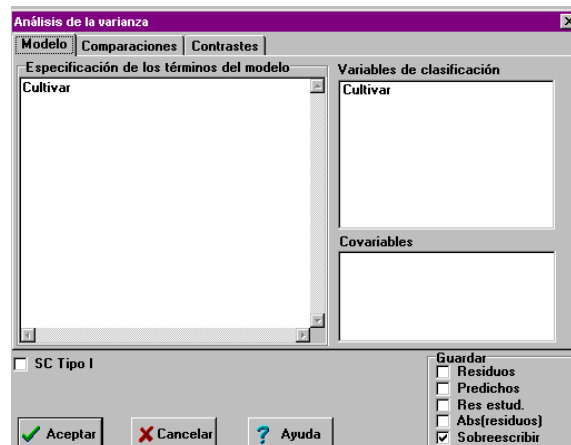 Análisis de la varianza
Modelo Comparaciones Contrastes
Especificación de los términos del modelo
Cultivar
Variables de clasificación
Cultivar
Covariables
SC Tipo I
Guardar
Residuos
Predichos
Res estud.
Abs(residuos)
Sobreescribir
Aceptar Cancelar Ayuda